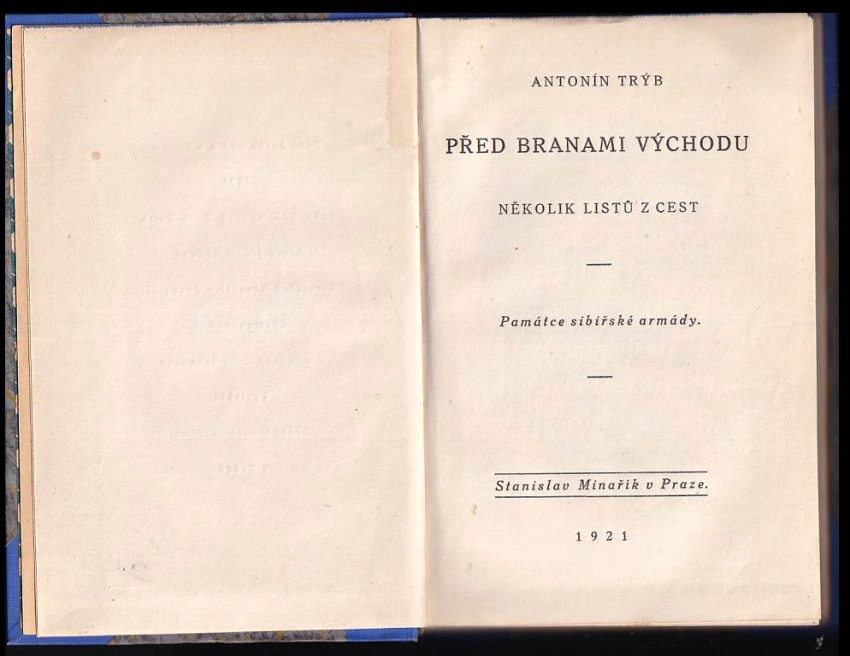 ANTONÍN TRÝB
PŘED BRANAMI VÝCHODU
NĚKOLIK LISTŮ Z CEST
Památce sibiřské armády.
Stanislav Minařík v Praze.
1921